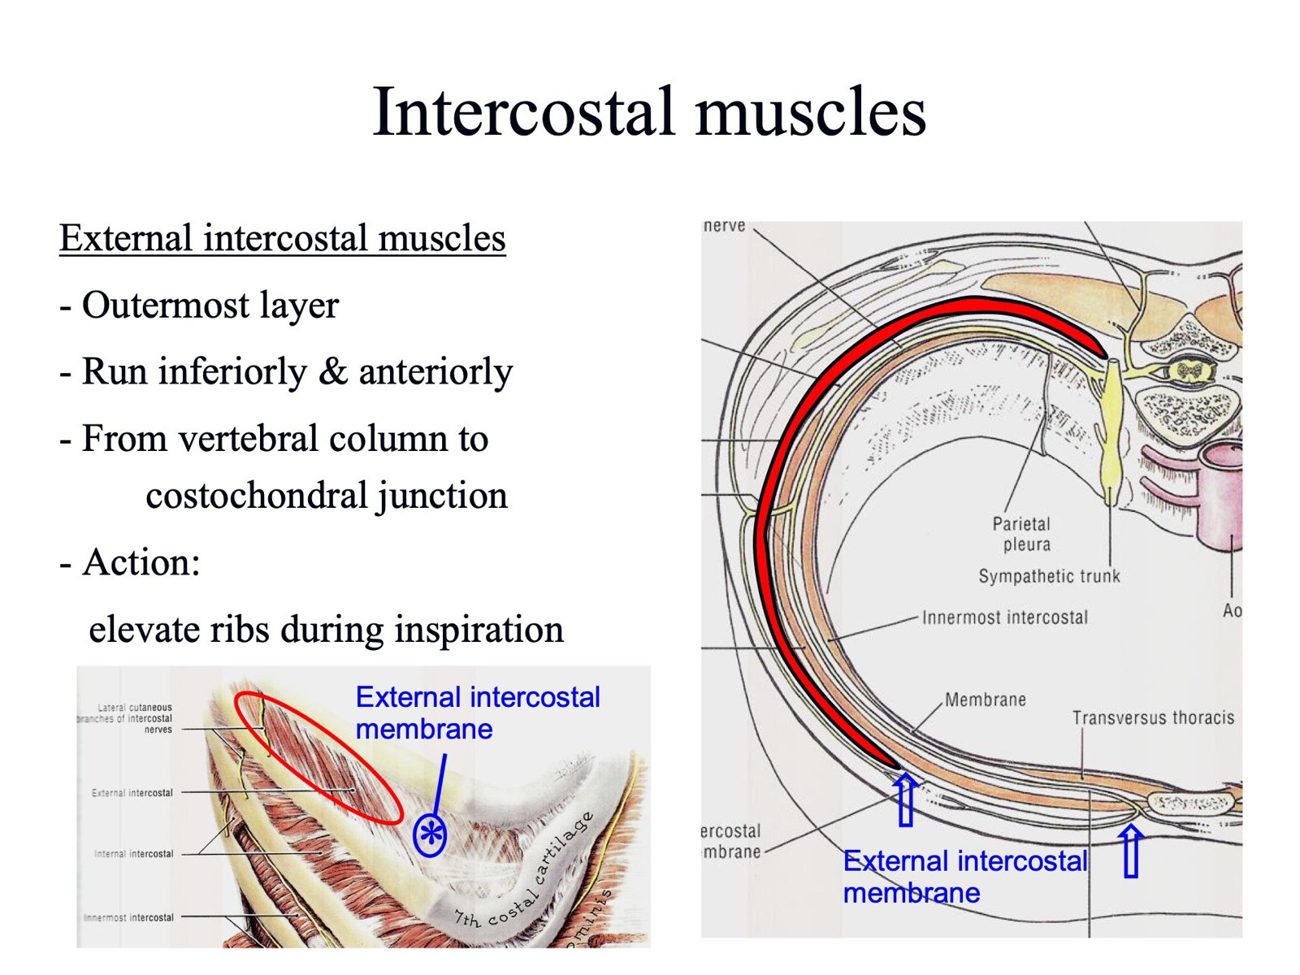 Intercostal muscles
External intercostal muscles
- Outermost layer
- Run inferiorly & anteriorly
- From vertebral column to
costochondral junction
- Action:
elevate ribs during inspiration
External intercostal
membrane
Lateral cutaneous
branches of intercostal
nerves
External intercostal
Internal intercostal
Innermost intercostal
*
7th costal cartilage
ominis
nerve
Parietal
pleura
Sympathetic trunk
Ao
Innermost intercostal
Membrane
Transversus thoracis
ercostal
mbrane
External intercostal
membrane